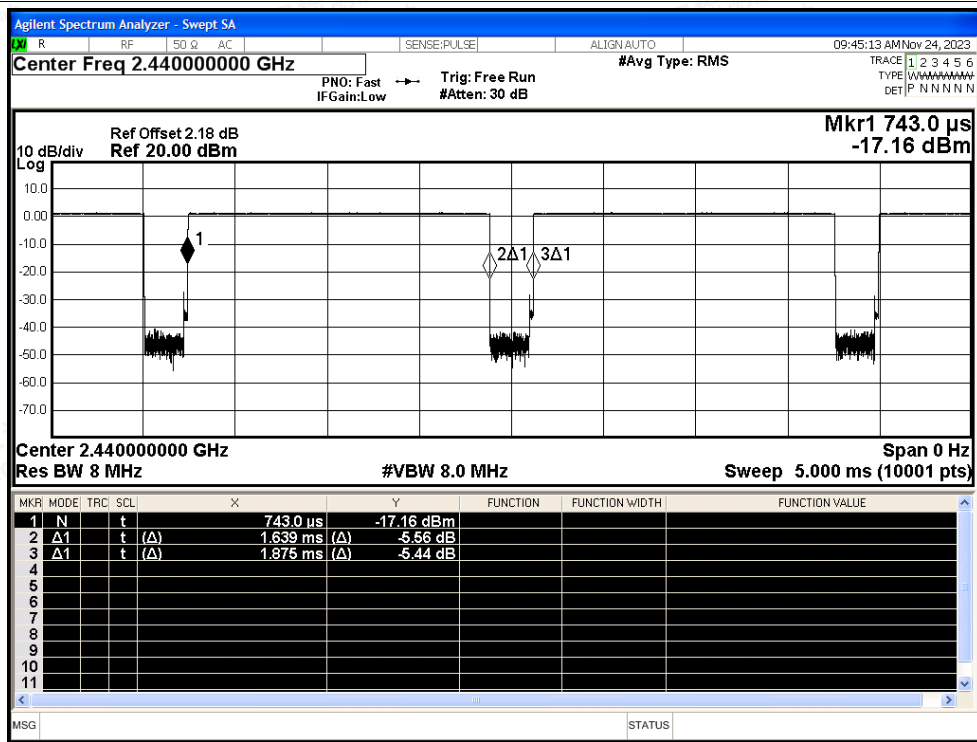 Agilent Spectrum Analyzer - Swept SA
LXI R RF 50 Ω AC SENSE:PULSE ALIGN AUTO 09:45:13 AM Nov 24, 2023
Center Freq 2.440000000 GHz #Avg Type: RMS TRACE 1 2 3 4 5 6
PNO: Fast Trig: Free Run TYPE WWWWWW
IFGain:Low #Atten: 30 dB DET P N N N N N
Mkr1 743.0 µs
Ref Offset 2.18 dB
10 dB/div Ref 20.00 dBm -17.16 dBm
Log
10.0
0.00
1
-10.0
2Δ1 3Δ1
-20.0
-30.0
-40.0
-50.0
-60.0
-70.0
Center 2.440000000 GHz Span 0 Hz
Res BW 8 MHz #VBW 8.0 MHz Sweep 5.000 ms (10001 pts)
MKR MODE TRC SCL X Y FUNCTION FUNCTION WIDTH FUNCTION VALUE
1 N t 743.0 µs -17.16 dBm
2 Δ1 t (Δ) 1.639 ms (Δ) -5.56 dB
3 Δ1 t (Δ) 1.875 ms (Δ) -5.44 dB
4
5
6
7
8
9
10
11
MSG STATUS